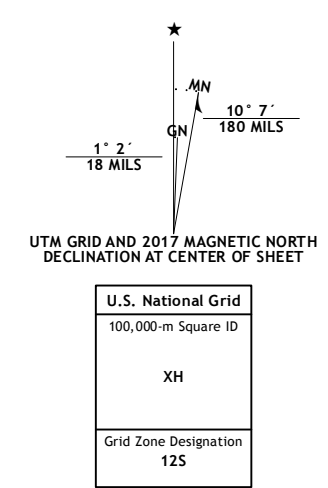 ★
MN
10° 7´
180 MILS
GN
1° 2´
18 MILS
UTM GRID AND 2017 MAGNETIC NORTH
DECLINATION AT CENTER OF SHEET
U.S. National Grid
100,000-m Square ID
XH
Grid Zone Designation
12S